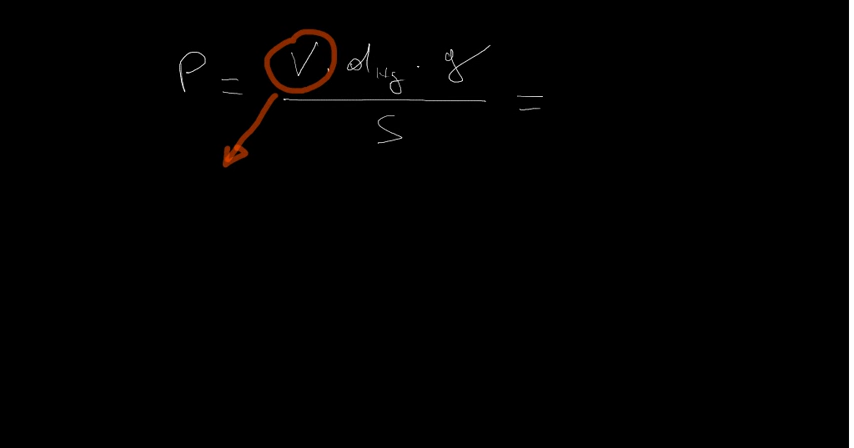 P = V · d_Hg · g / S =